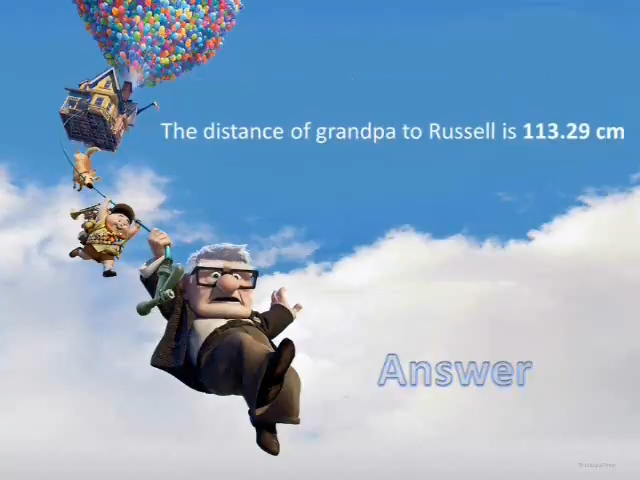 The distance of grandpa to Russell is 113.29 cm
Answer